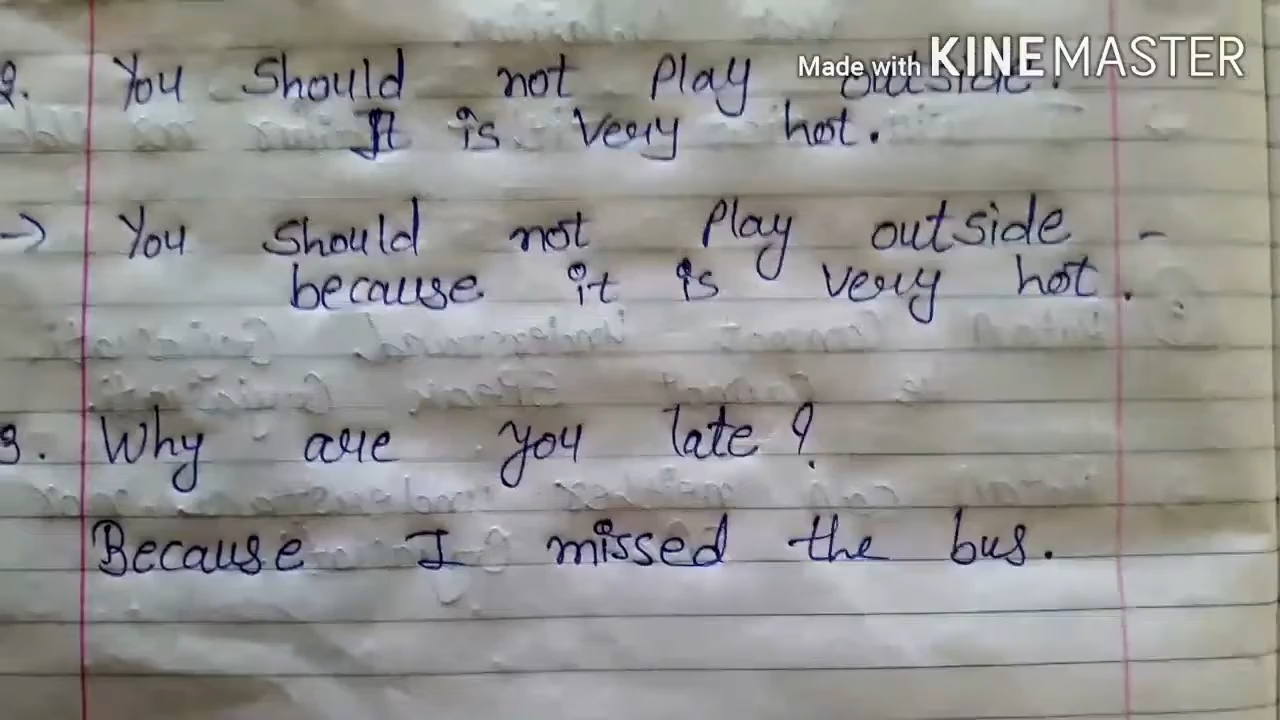 Made with KINEMASTER
2. You Should not Play outside.
It is very hot.
→ You Should not Play outside -
because it is very hot.
3. Why are you late?
Because I missed the bus.